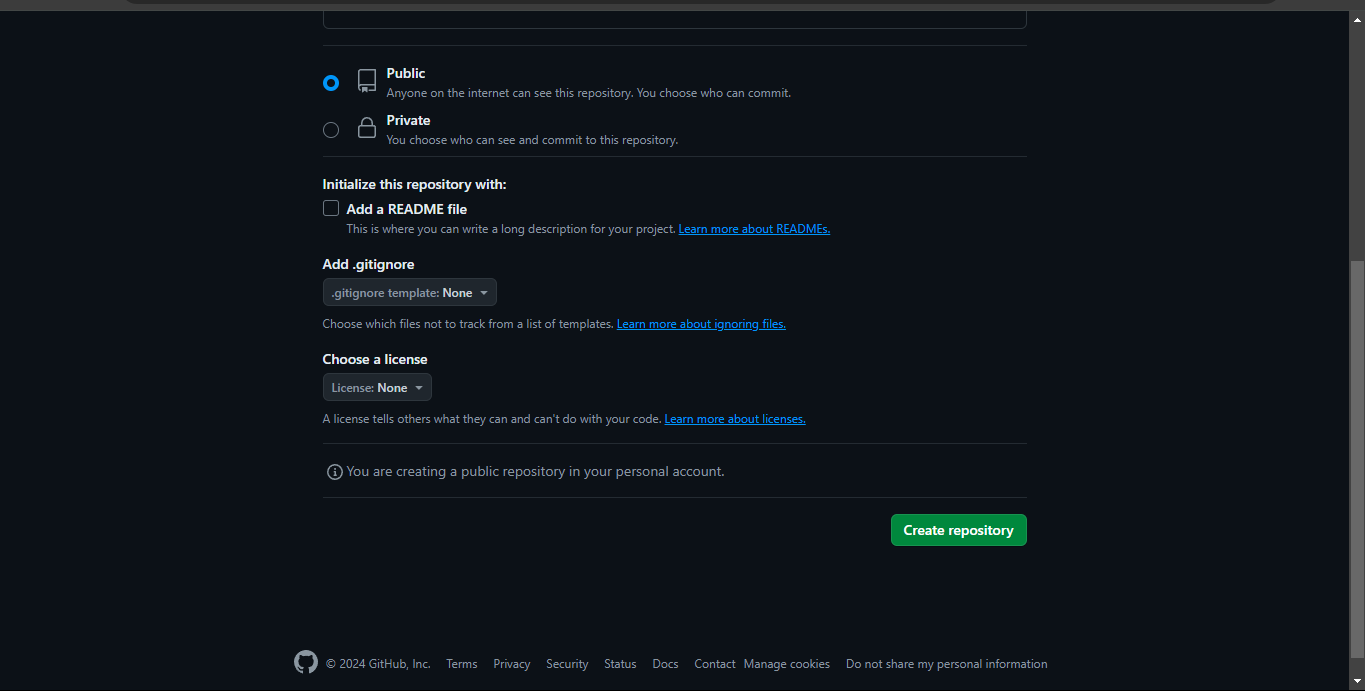 Public
Anyone on the internet can see this repository. You choose who can commit.
Private
You choose who can see and commit to this repository.
Initialize this repository with:
Add a README file
This is where you can write a long description for your project. Learn more about READMEs.
Add .gitignore
.gitignore template: None
Choose which files not to track from a list of templates. Learn more about ignoring files.
Choose a license
License: None
A license tells others what they can and can't do with your code. Learn more about licenses.
You are creating a public repository in your personal account.
Create repository
© 2024 GitHub, Inc. Terms Privacy Security Status Docs Contact Manage cookies Do not share my personal information